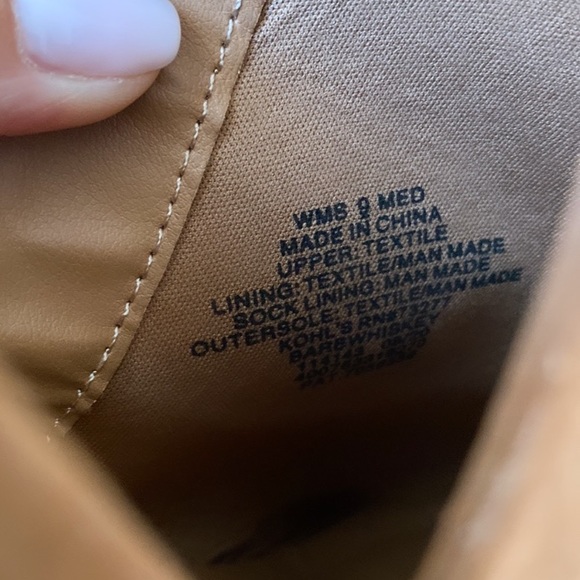 WMS 9 MED
MADE IN CHINA
UPPER: TEXTILE
LINING: TEXTILE/MAN MADE
SOCK LINING: MAN MADE
OUTERSOLE: TEXTILE/MAN MADE
KOHL'S RN#73277
BARBWHISKEY